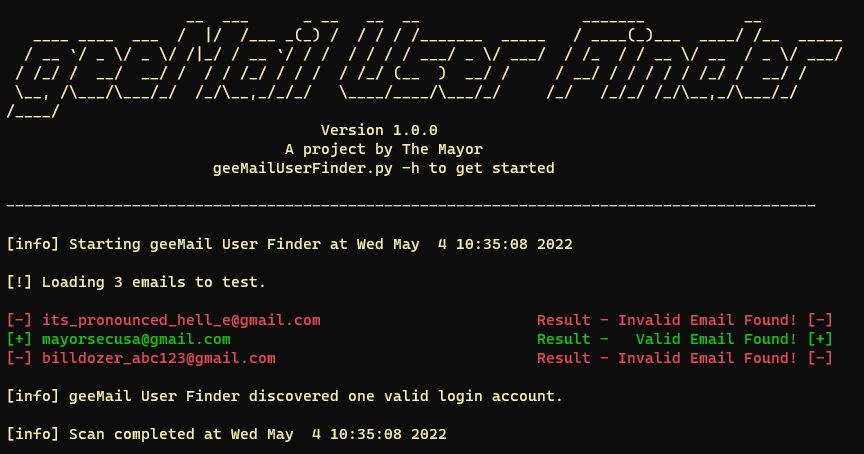 geeMail User Finder
Version 1.0.0
A project by The Mayor
geeMailUserFinder.py -h to get started
[info] Starting geeMail User Finder at Wed May  4 10:35:08 2022
[!] Loading 3 emails to test.
[-] its_pronounced_hell_e@gmail.com Result - Invalid Email Found! [-]
[+] mayorsecusa@gmail.com Result -   Valid Email Found! [+]
[-] billdozer_abc123@gmail.com Result - Invalid Email Found! [-]
[info] geeMail User Finder discovered one valid login account.
[info] Scan completed at Wed May  4 10:35:08 2022